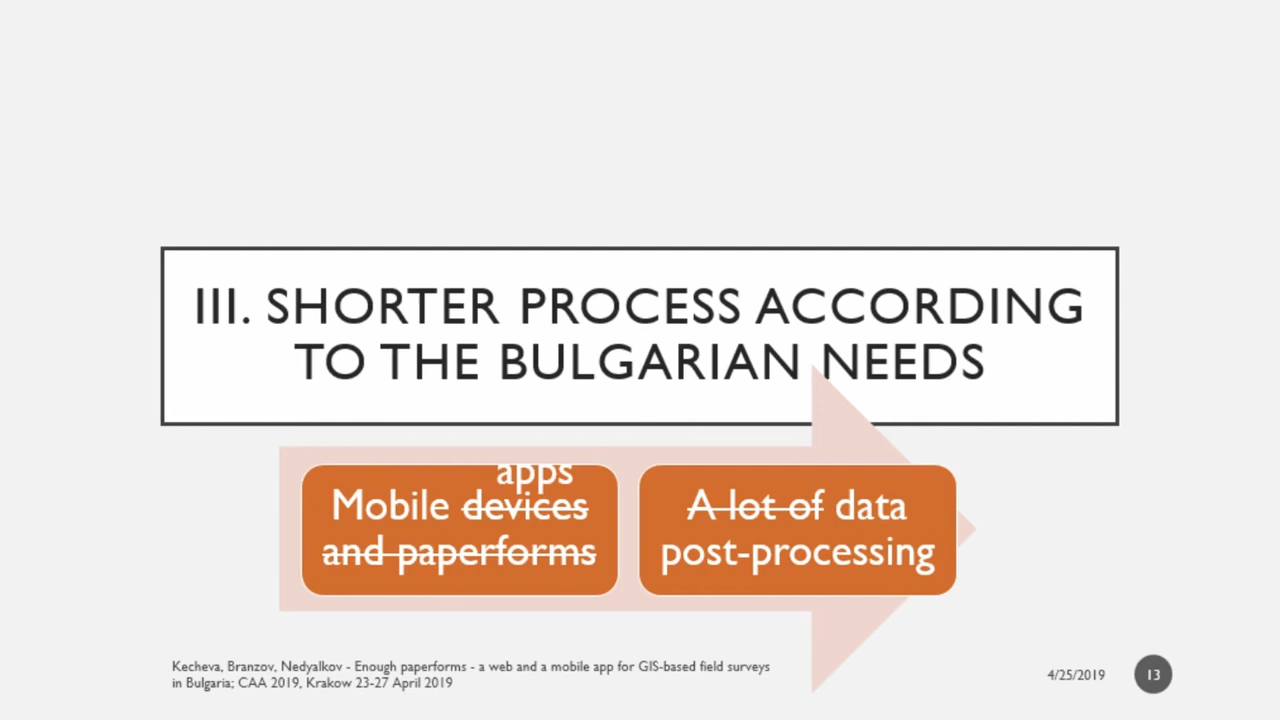 III. SHORTER PROCESS ACCORDING
TO THE BULGARIAN NEEDS
apps
Mobile devices
and paperforms
A lot of data
post-processing
Kecheva, Branzov, Nedyalkov - Enough paperforms - a web and a mobile app for GIS-based field surveys
in Bulgaria; CAA 2019, Krakow 23-27 April 2019
4/25/2019
13